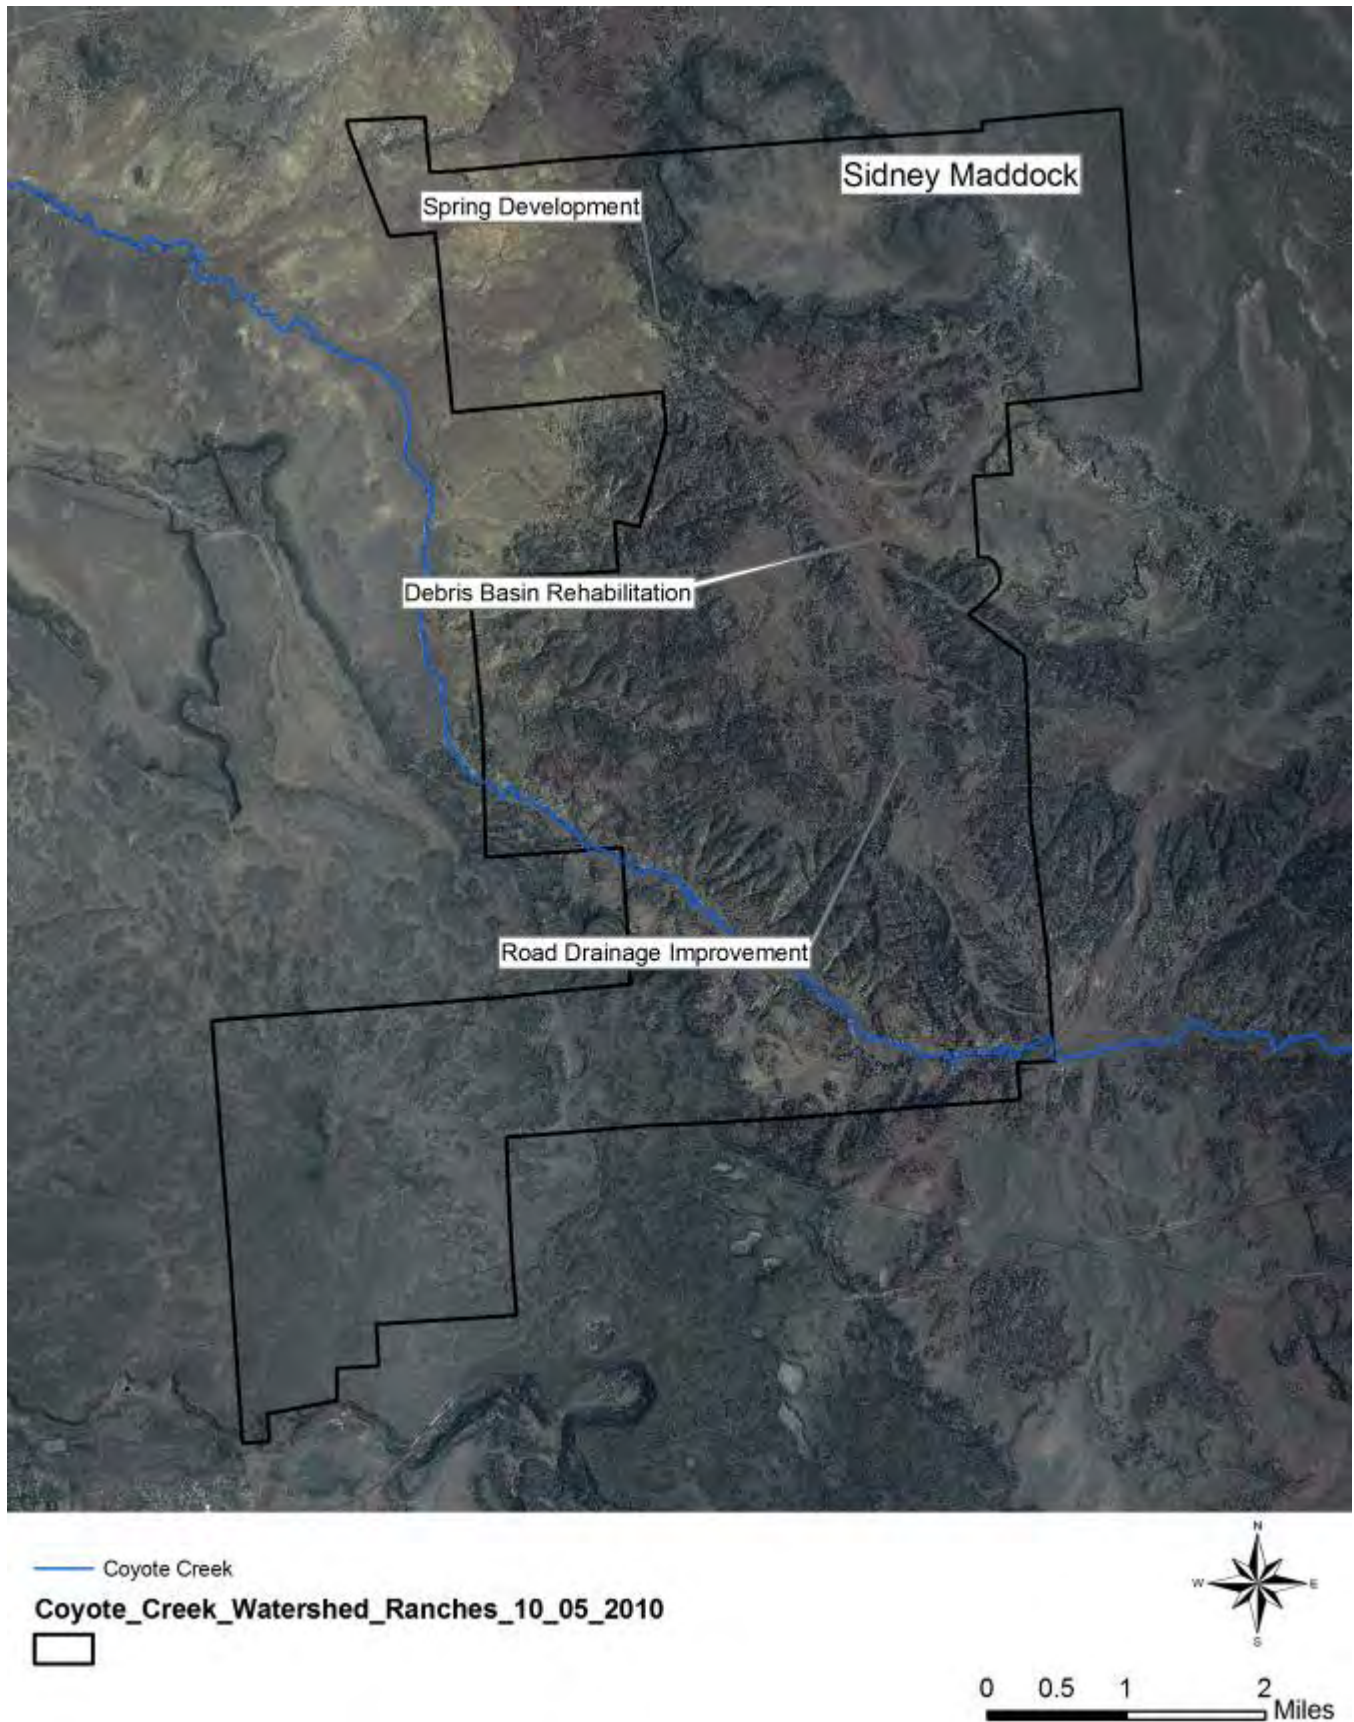 Sidney Maddock
Spring Development
Debris Basin Rehabilitation
Road Drainage Improvement
Coyote Creek
Coyote_Creek_Watershed_Ranches_10_05_2010
N
W E
S
0 0.5 1 2
Miles